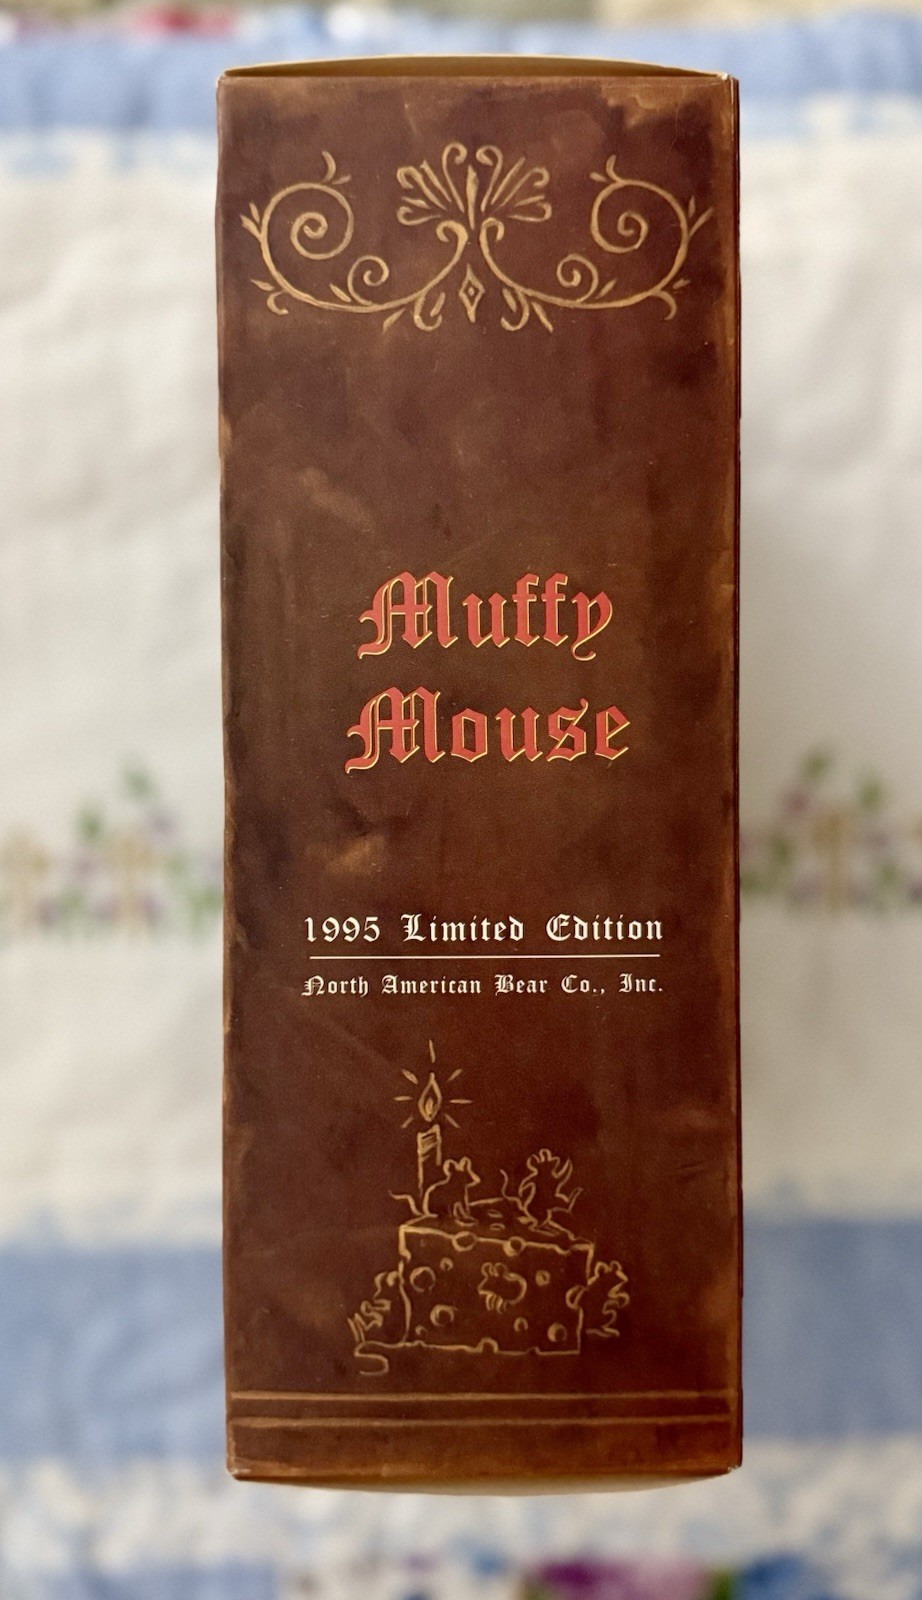 Muffy
Mouse
1995 Limited Edition
North American Bear Co., Inc.